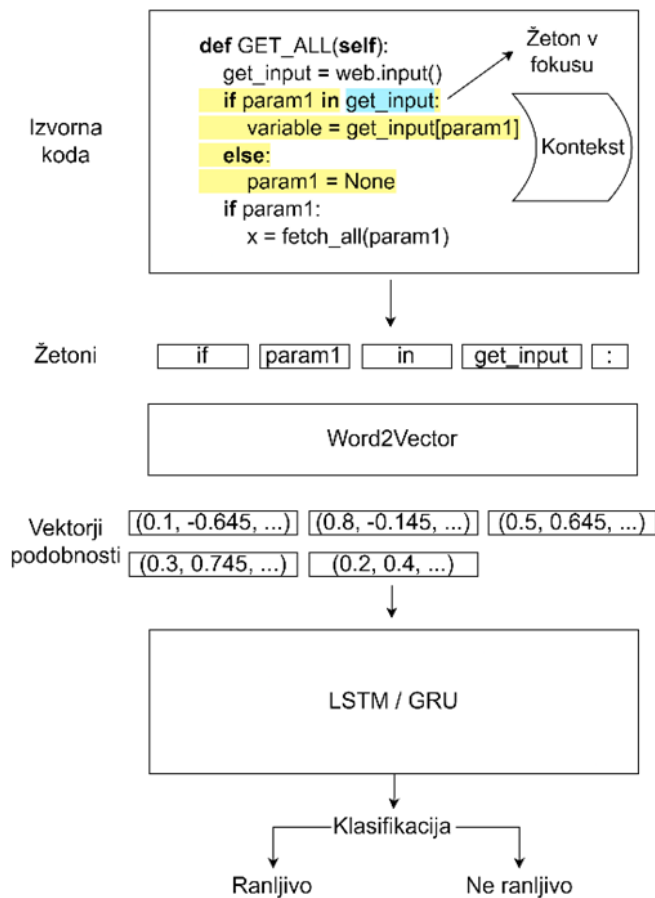 Izvorna
koda
def GET_ALL(self):
get_input = web.input()
if param1 in get_input:
variable = get_input[param1]
else:
param1 = None
if param1:
x = fetch_all(param1)
Žeton v
fokusu
Kontekst
Žetoni
if param1 in get_input :
Word2Vector
Vektorji
podobnosti
(0.1, -0.645, ...) (0.8, -0.145, ...) (0.5, 0.645, ...)
(0.3, 0.745, ...) (0.2, 0.4, ...)
LSTM / GRU
Klasifikacija
Ranljivo Ne ranljivo